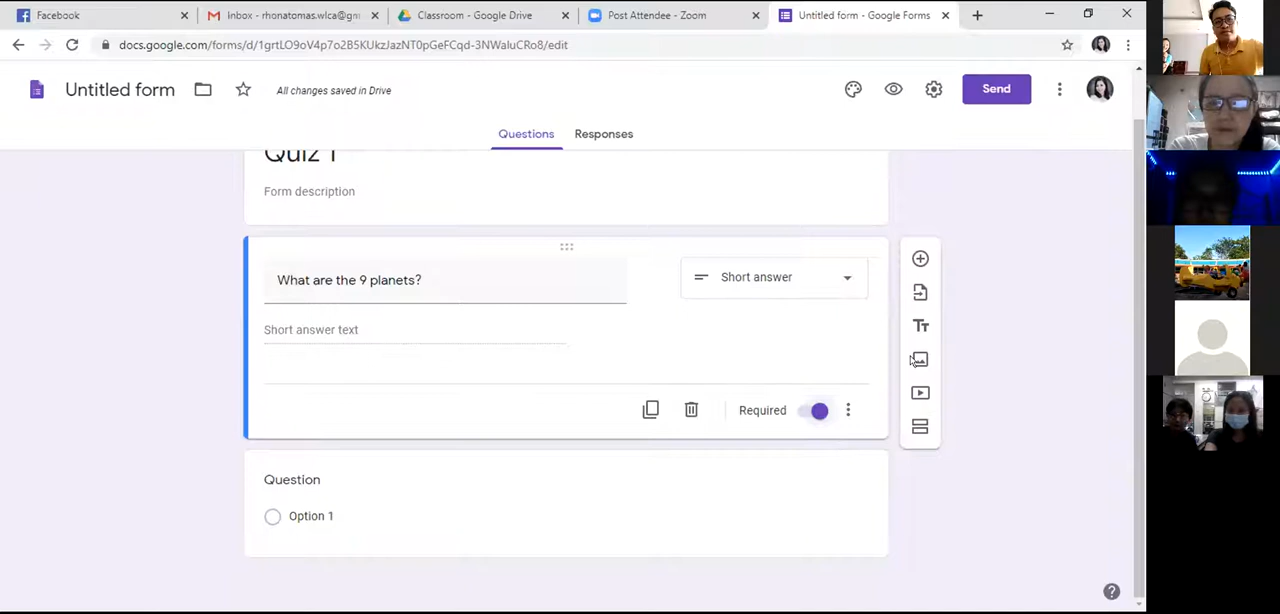 Facebook
Inbox - rhonatomas.wlca@gm
Classroom - Google Drive
Post Attendee - Zoom
Untitled form - Google Forms
docs.google.com/forms/d/1grtLO9oV4p7o2B5KUkzJazNT0pGeFCqd-3NWaluCRo8/edit
Untitled form
All changes saved in Drive
Send
Questions
Responses
Quiz 1
Form description
What are the 9 planets?
Short answer
Short answer text
Tт
Required
Question
Option 1